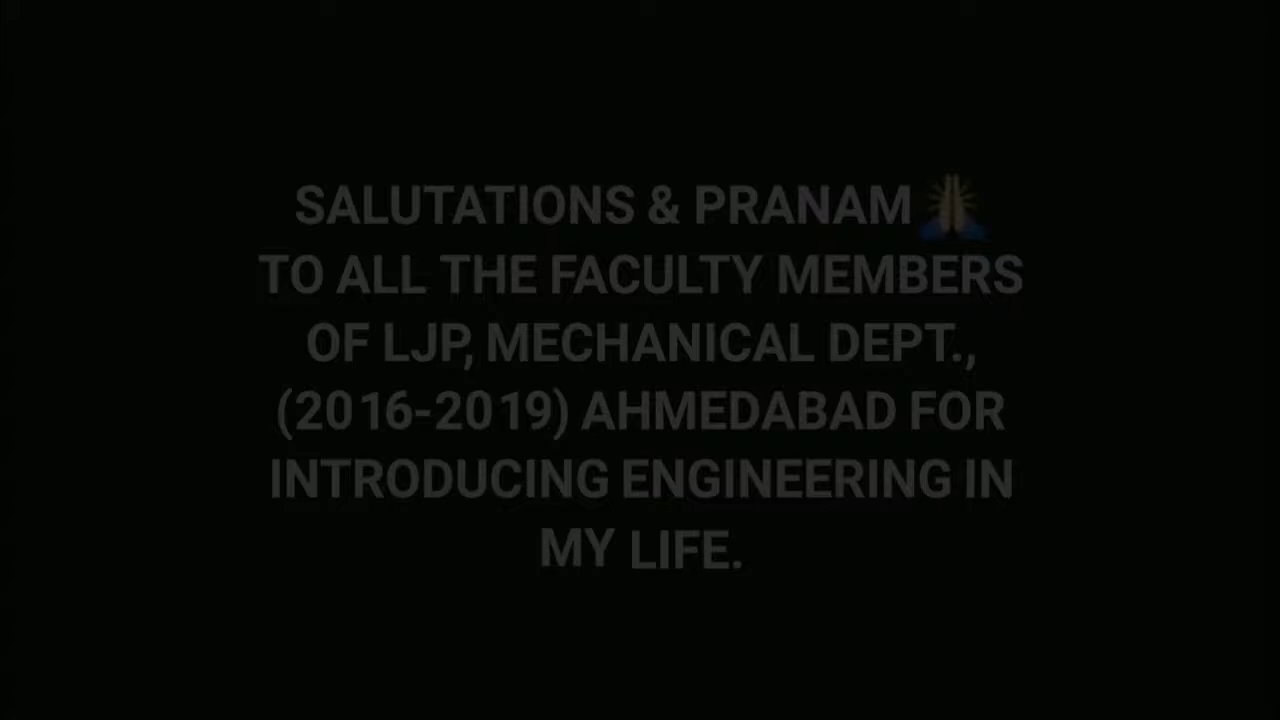 SALUTATIONS & PRANAM🙏
TO ALL THE FACULTY MEMBERS
OF LJP, MECHANICAL DEPT.,
(2016-2019) AHMEDABAD FOR
INTRODUCING ENGINEERING IN
MY LIFE.